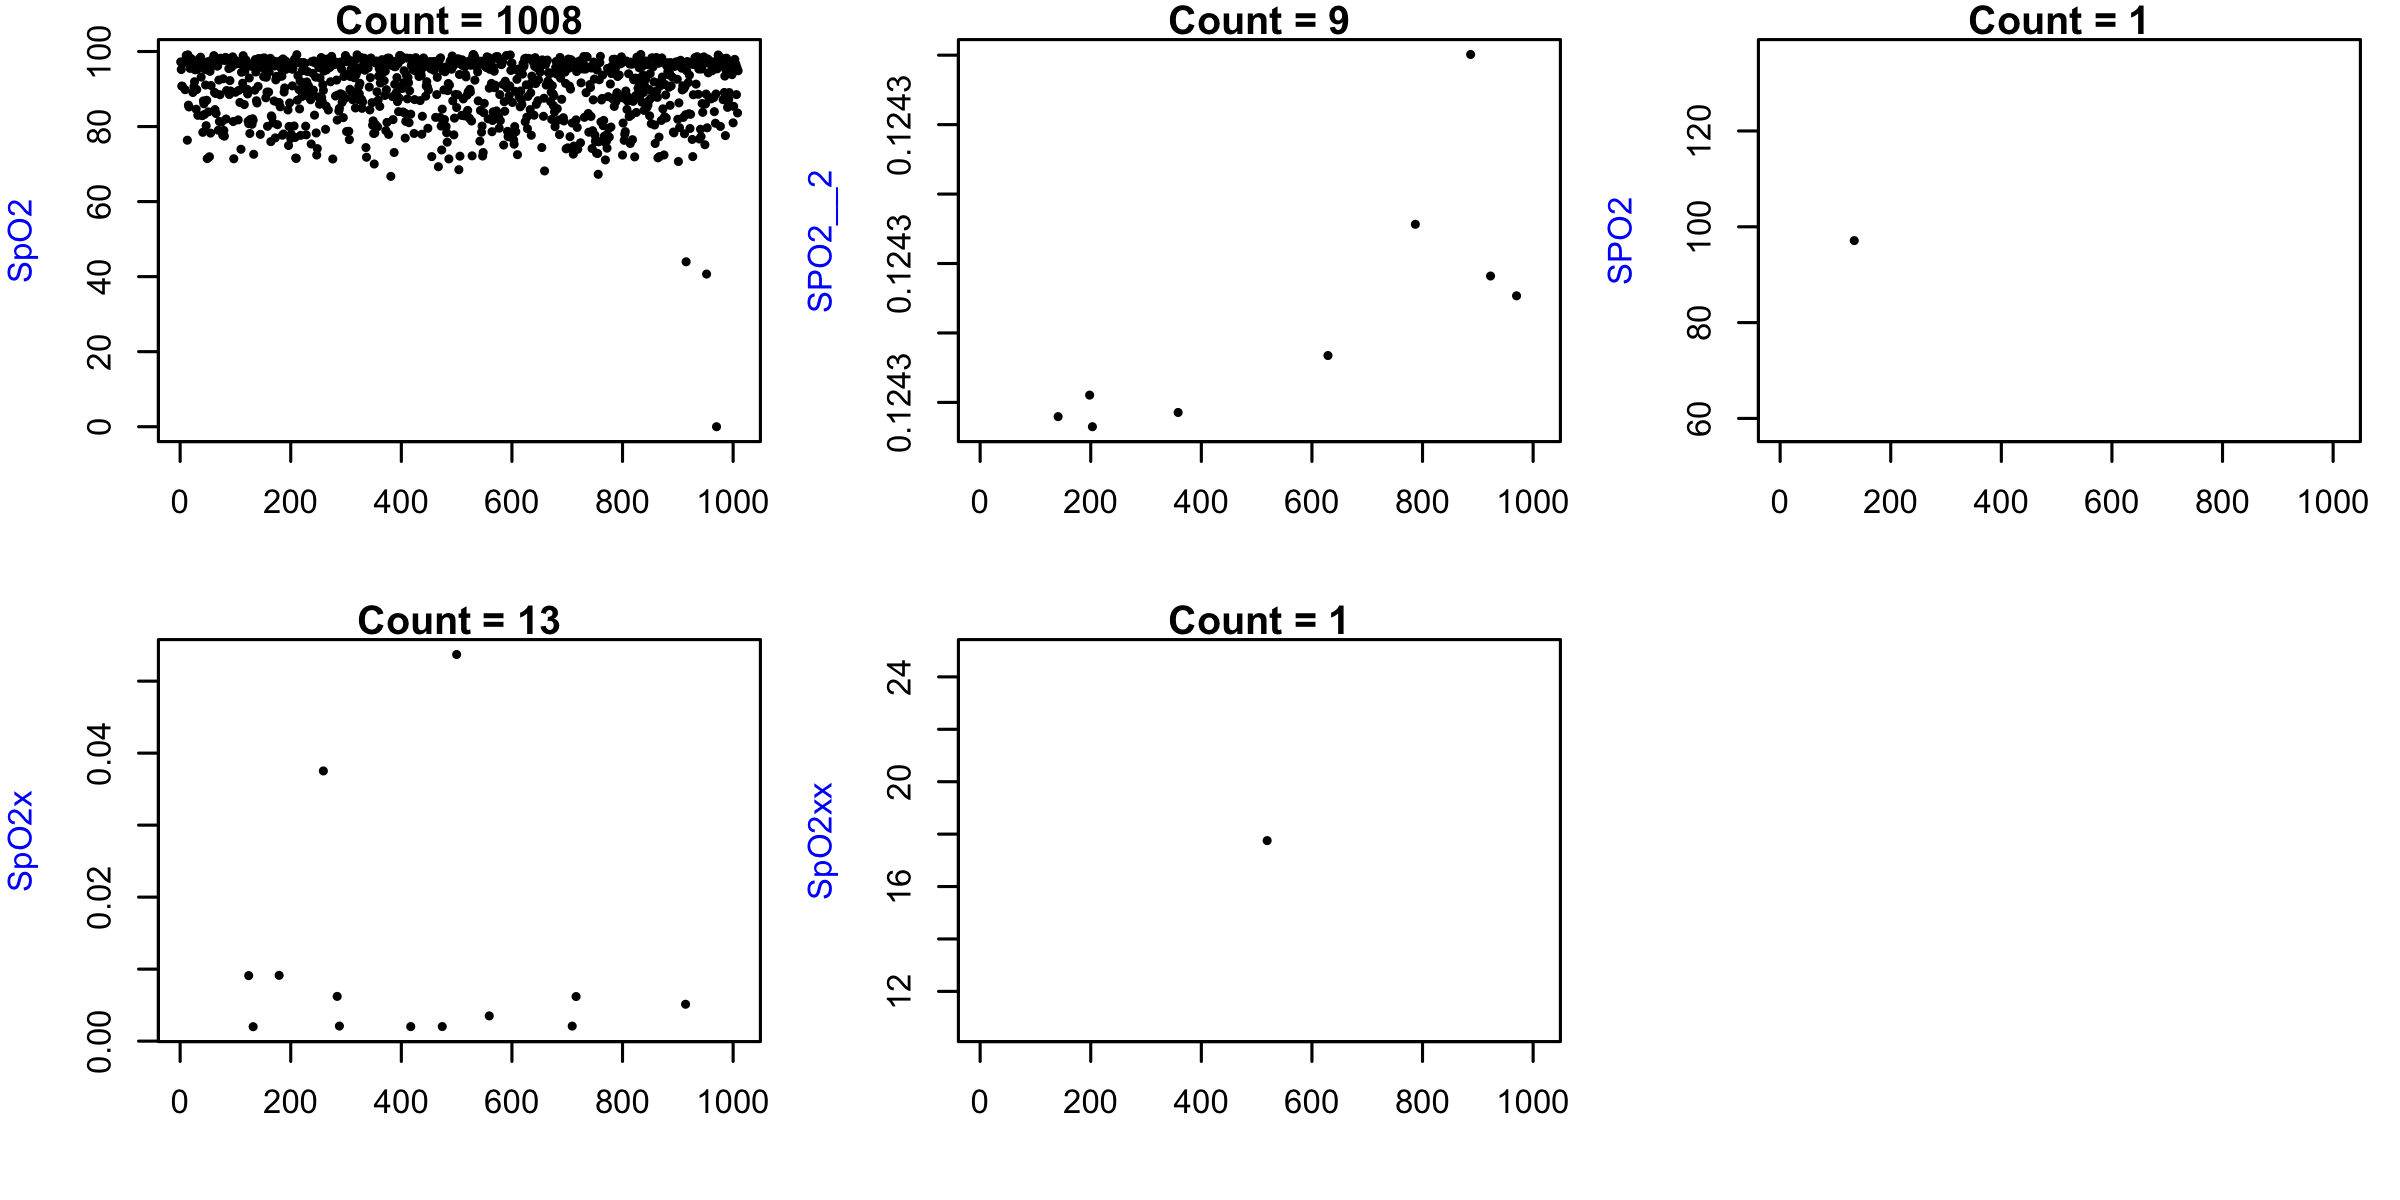 Count = 1008
SpO2
0 20 40 60 80 100
0 200 400 600 800 1000
Count = 9
SPO2__2
0.1243 0.1243 0.1243
0 200 400 600 800 1000
Count = 1
SPO2
60 80 100 120
0 200 400 600 800 1000
Count = 13
SpO2x
0.00 0.02 0.04
0 200 400 600 800 1000
Count = 1
SpO2xx
12 16 20 24
0 200 400 600 800 1000